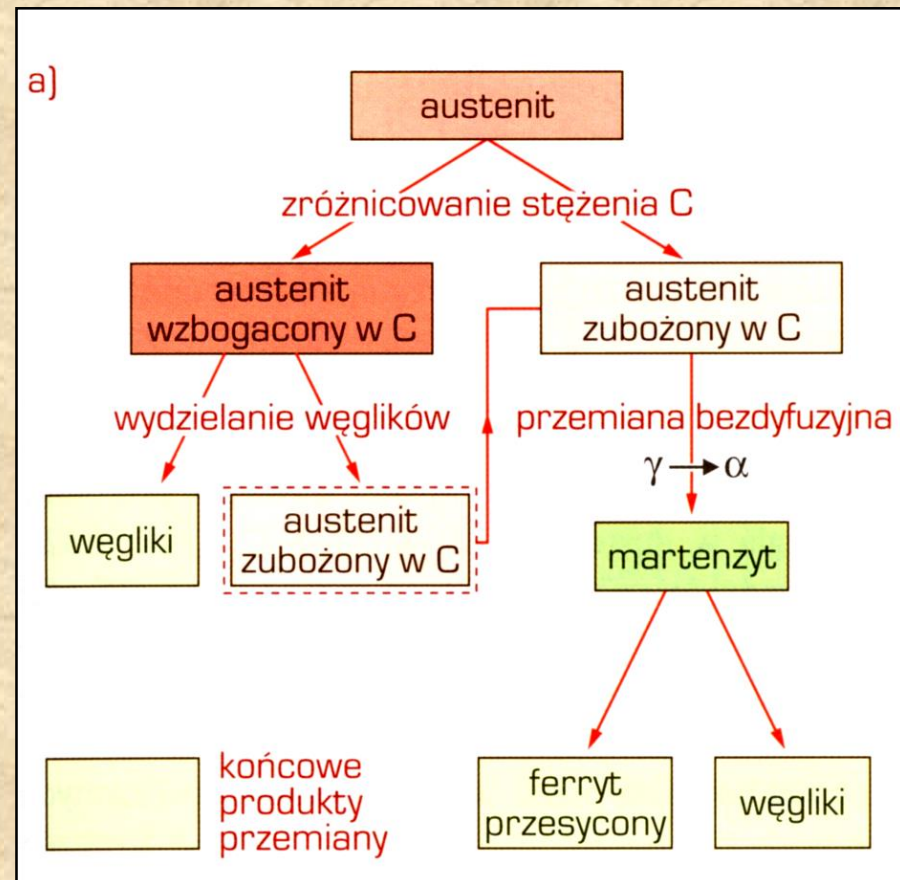 a)
austenit
zróżnicowanie stężenia C
austenit
wzbogacony w C
austenit
zubożony w C
wydzielanie węglików
przemiana bezdyfuzyjna
γ → α
węgliki
austenit
zubożony w C
martenzyt
końcowe
produkty
przemiany
ferryt
przesycony
węgliki